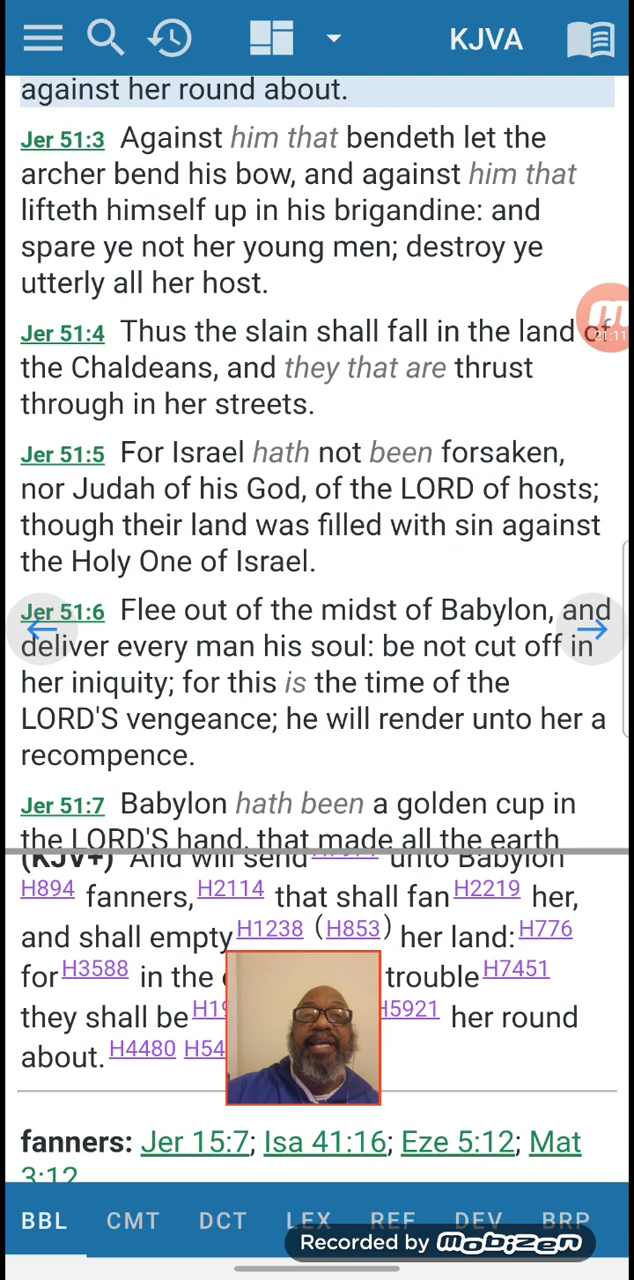 KJVA
against her round about.
Jer 51:3 Against him that bendeth let the
archer bend his bow, and against him that
lifteth himself up in his brigandine: and
spare ye not her young men; destroy ye
utterly all her host.
21:11
Jer 51:4 Thus the slain shall fall in the land of
the Chaldeans, and they that are thrust
through in her streets.
Jer 51:5 For Israel hath not been forsaken,
nor Judah of his God, of the LORD of hosts;
though their land was filled with sin against
the Holy One of Israel.
Jer 51:6 Flee out of the midst of Babylon, and
deliver every man his soul: be not cut off in
her iniquity; for this is the time of the
LORD'S vengeance; he will render unto her a
recompence.
Jer 51:7 Babylon hath been a golden cup in
the LORD'S hand, that made all the earth
(KJV+) And will send unto Babylon
H894 fanners, H2114 that shall fan H2219 her,
and shall empty H1238 (H853) her land: H776
for H3588 in the trouble H7451
they shall be H5921 her round
about. H4480
fanners: Jer 15:7; Isa 41:16; Eze 5:12; Mat
3:12
BBL CMT DCT LEX REF DEV BRP
Recorded by mobizen